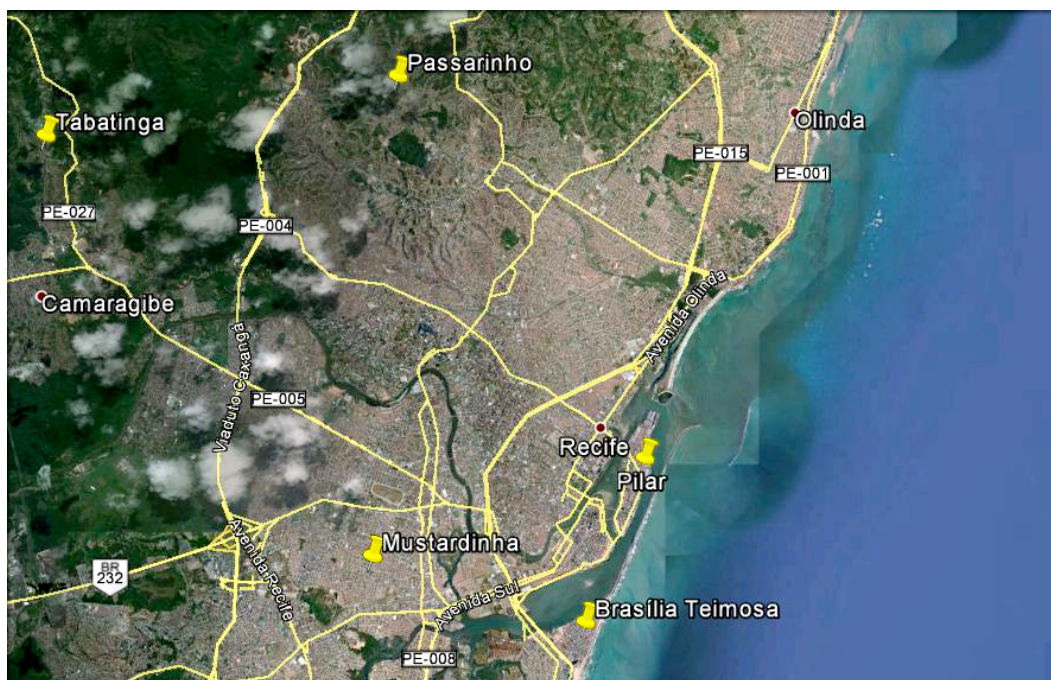 Passarinho
Tabatinga
Olinda
PE-015
PE-001
PE-027
PE-004
Camaragibe
Avenida Olinda
Viaduto Caxangá
PE-005
Recife
Pilar
Mustardinha
Avenida Recife
BR
232
Avenida Sul
Brasília Teimosa
PE-008